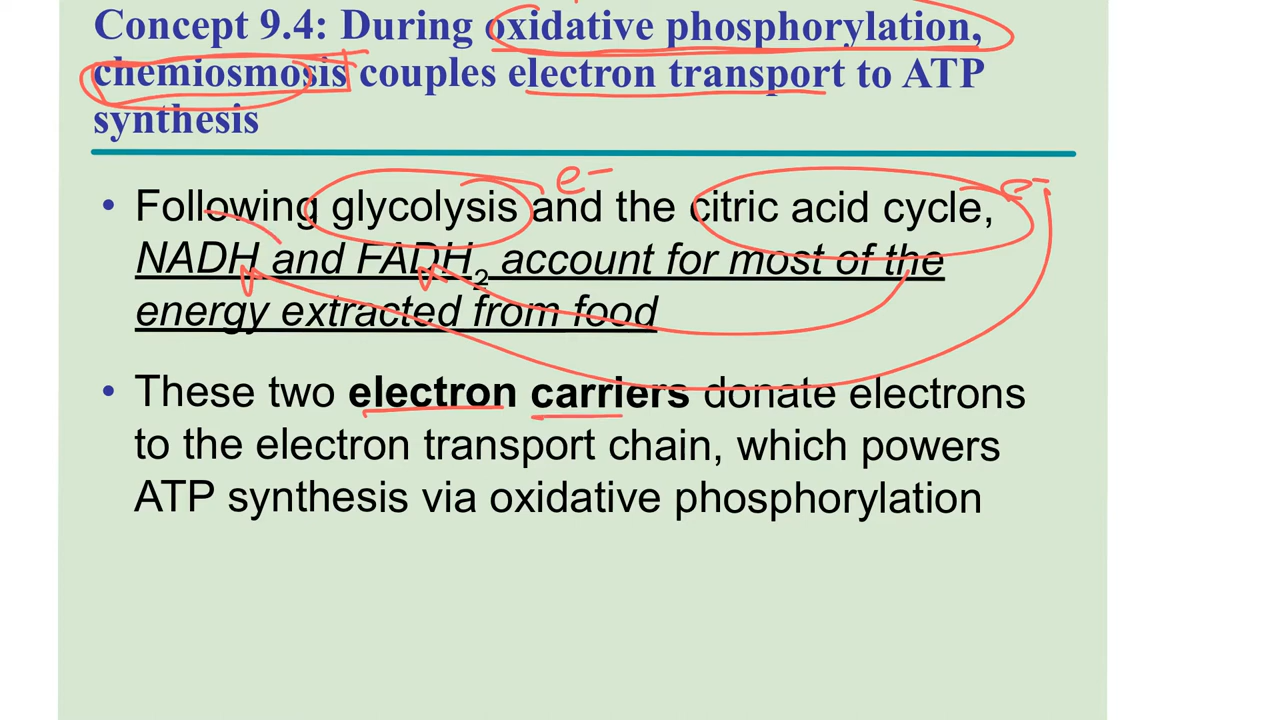 Concept 9.4: During oxidative phosphorylation,
chemiosmosis couples electron transport to ATP
synthesis
e-
e-
• Following glycolysis and the citric acid cycle,
NADH and FADH2 account for most of the
energy extracted from food
• These two electron carriers donate electrons
to the electron transport chain, which powers
ATP synthesis via oxidative phosphorylation